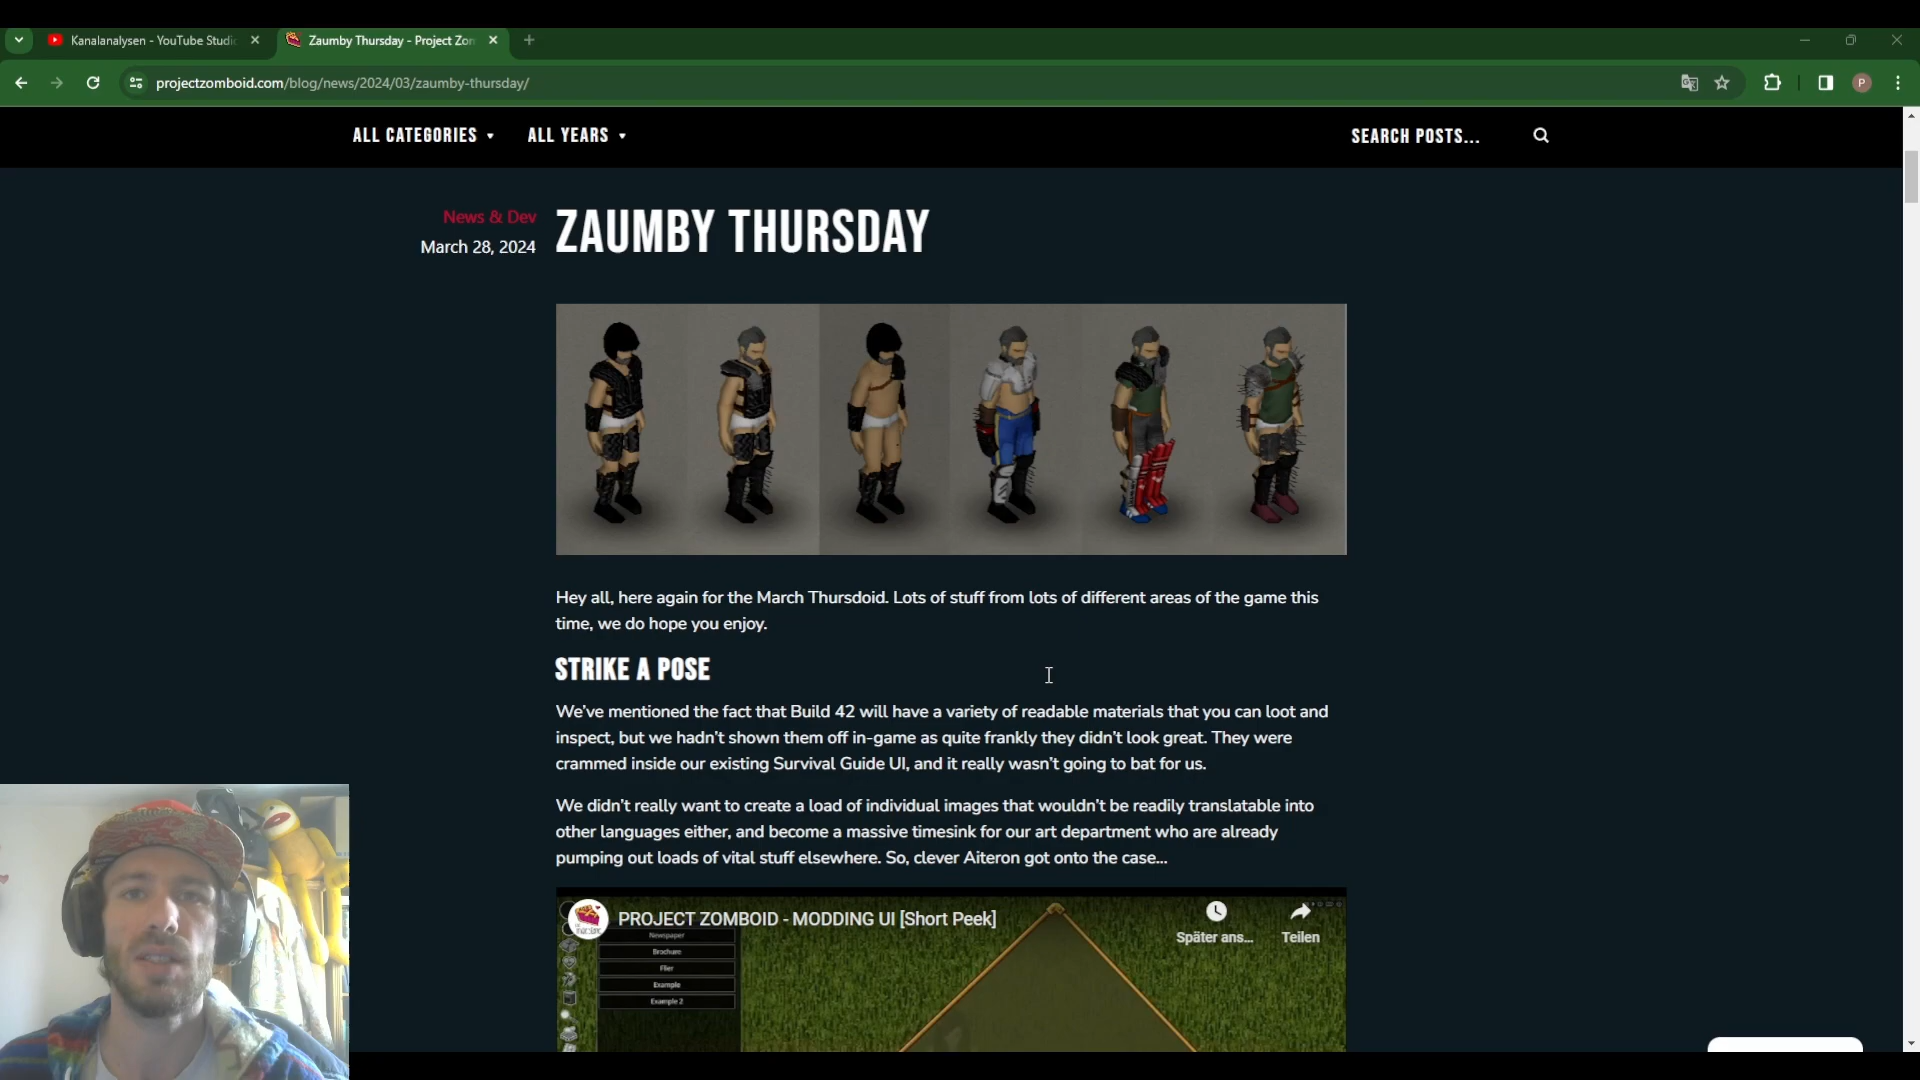 Kanalanalysen - YouTube Studi
Zaumby Thursday - Project Zon
projectzomboid.com/blog/news/2024/03/zaumby-thursday/
P
ALL CATEGORIES
ALL YEARS
SEARCH POSTS...
News & Dev
March 28, 2024
ZAUMBY THURSDAY
Hey all, here again for the March Thursdoid. Lots of stuff from lots of different areas of the game this
time, we do hope you enjoy.
STRIKE A POSE
We've mentioned the fact that Build 42 will have a variety of readable materials that you can loot and
inspect, but we hadn't shown them off in-game as quite frankly they didn't look great. They were
crammed inside our existing Survival Guide UI, and it really wasn't going to bat for us.
We didn't really want to create a load of individual images that wouldn't be readily translatable into
other languages either, and become a massive timesink for our art department who are already
pumping out loads of vital stuff elsewhere. So, clever Aiteron got onto the case...
PROJECT ZOMBOID - MODDING UI [Short Peek]
Später ans...
Teilen
Newspaper
Brochure
Flier
Example
Example 2